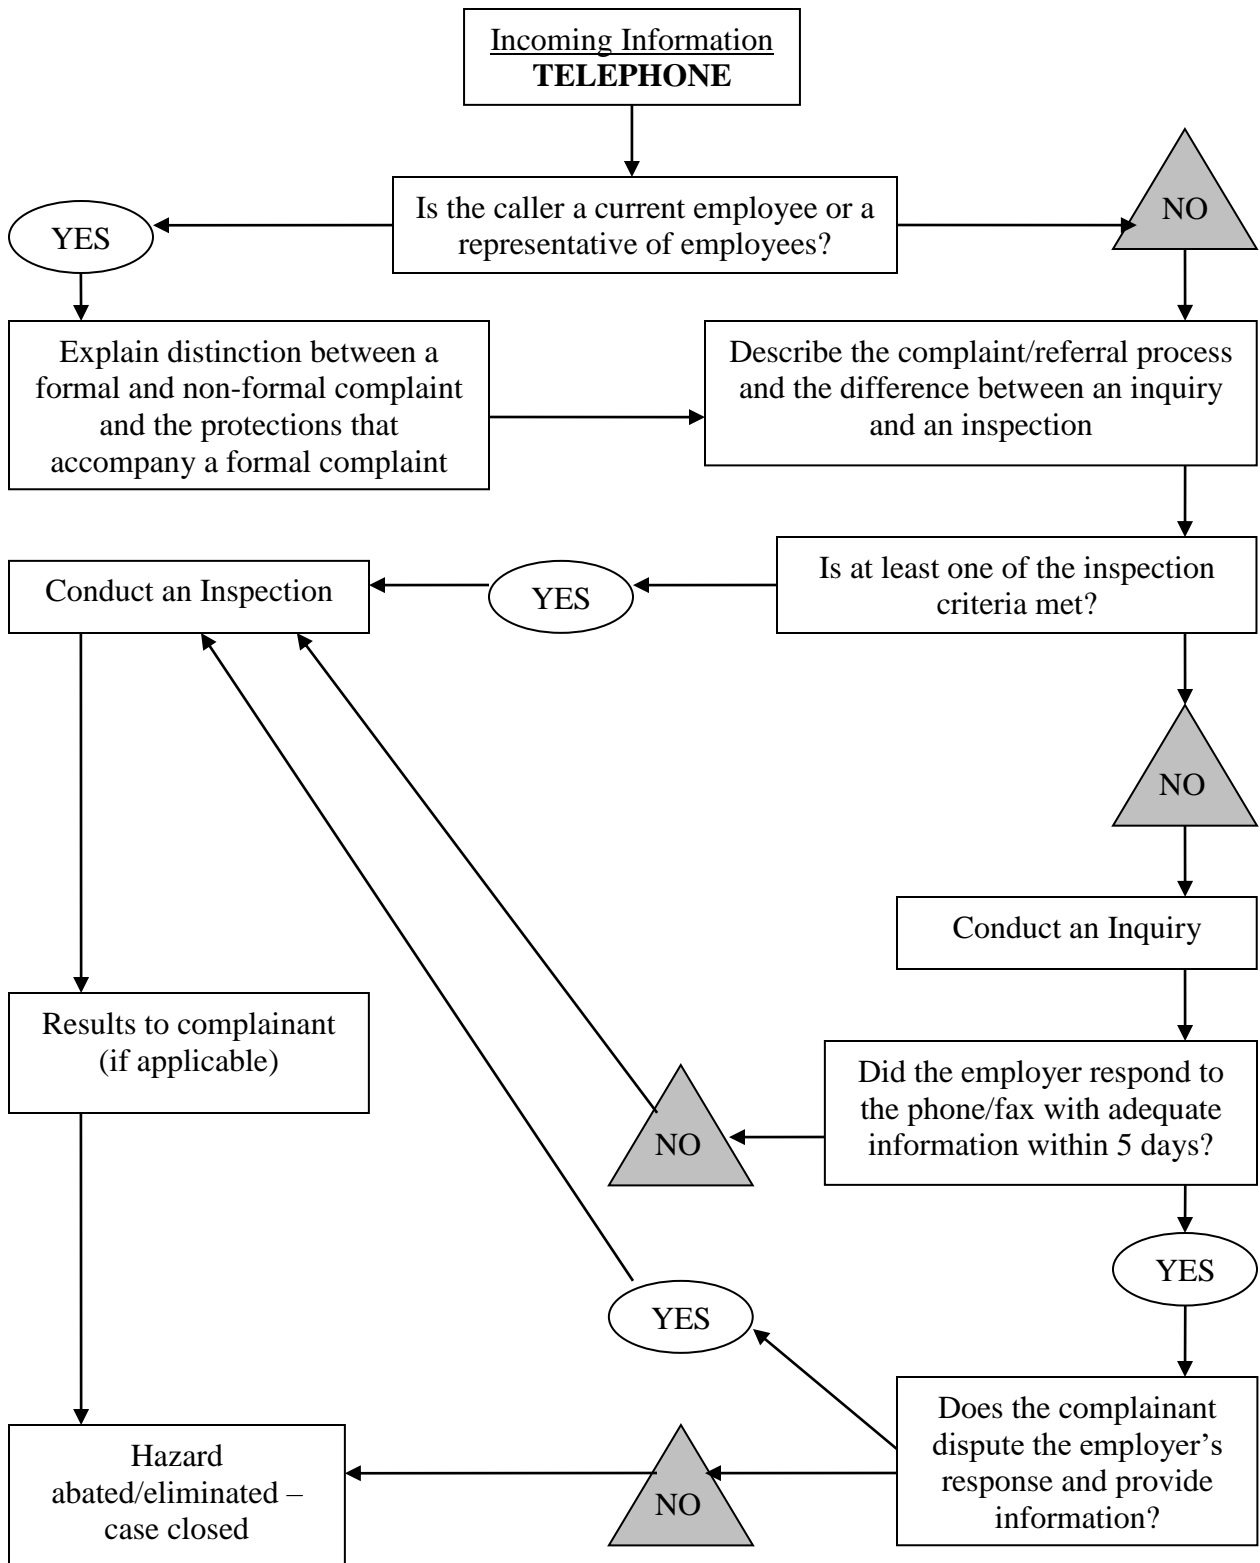 Incoming Information
TELEPHONE
Is the caller a current employee or a
representative of employees?
YES
NO
Explain distinction between a
formal and non-formal complaint
and the protections that
accompany a formal complaint
Describe the complaint/referral process
and the difference between an inquiry
and an inspection
Is at least one of the inspection
criteria met?
YES
Conduct an Inspection
NO
Conduct an Inquiry
Results to complainant
(if applicable)
Did the employer respond to
the phone/fax with adequate
information within 5 days?
NO
YES
YES
Does the complainant
dispute the employer’s
response and provide
information?
NO
Hazard
abated/eliminated –
case closed